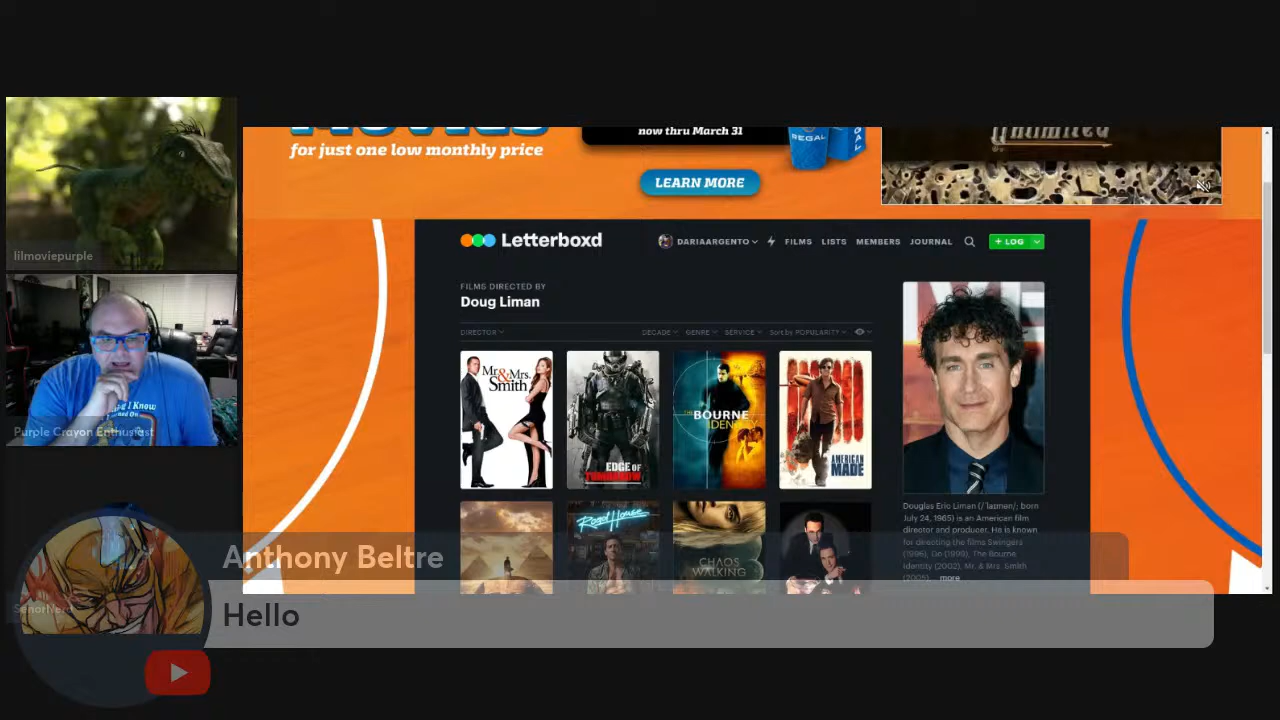 for just one low monthly price
now thru March 31
REGAL
LEARN MORE
Unlimited
lilmoviepurple
Purple Crayon Enthusiast
SenorNerd
Letterboxd
DARIAARGENTO
FILMS
LISTS
MEMBERS
JOURNAL
+ LOG
FILMS DIRECTED BY
Doug Liman
DIRECTOR
DECADE
GENRE
SERVICE
Sort by POPULARITY
Mr.&Mrs.
Smith
EDGE OF
TOMORROW
THE
BOURNE
IDENTITY
AMERICAN
MADE
Road House
CHAOS
WALKING
Douglas Eric Liman (/ˈlaɪmən/; born
July 24, 1965) is an American film
director and producer. He is known
for directing the films Swingers
(1996), Go (1999), The Bourne
Identity (2002), Mr. & Mrs. Smith
(2005)... more
Anthony Beltre
Hello